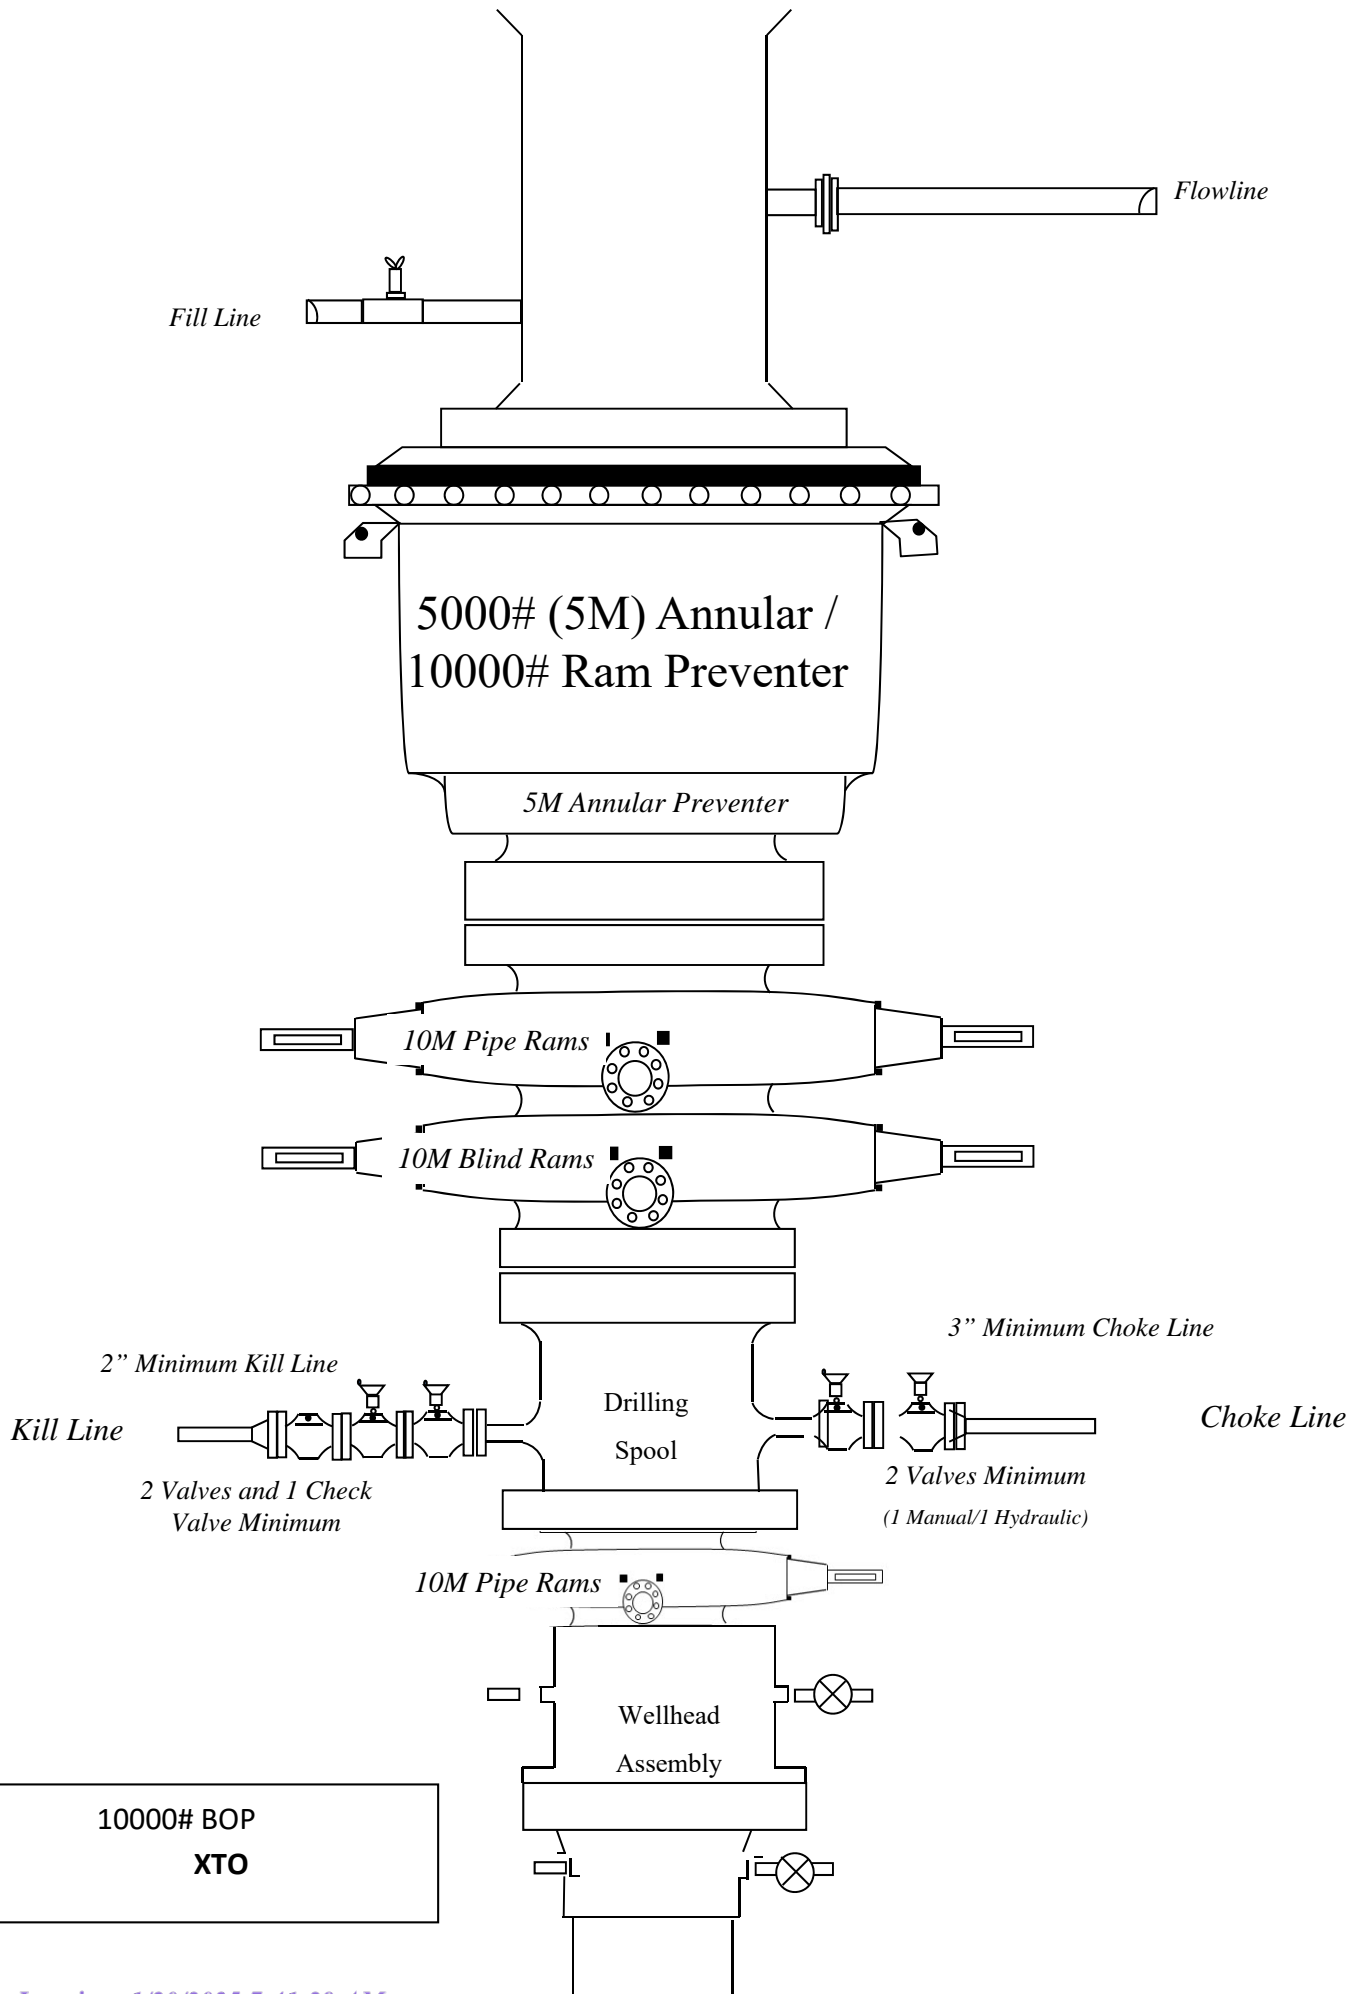 Flowline
Fill Line
5000# (5M) Annular /
10000# Ram Preventer
5M Annular Preventer
10M Pipe Rams
10M Blind Rams
3” Minimum Choke Line
2” Minimum Kill Line
Drilling
Spool
Kill Line
Choke Line
2 Valves and 1 Check
Valve Minimum
2 Valves Minimum
(1 Manual/1 Hydraulic)
10M Pipe Rams
Wellhead
Assembly
10000# BOP
XTO